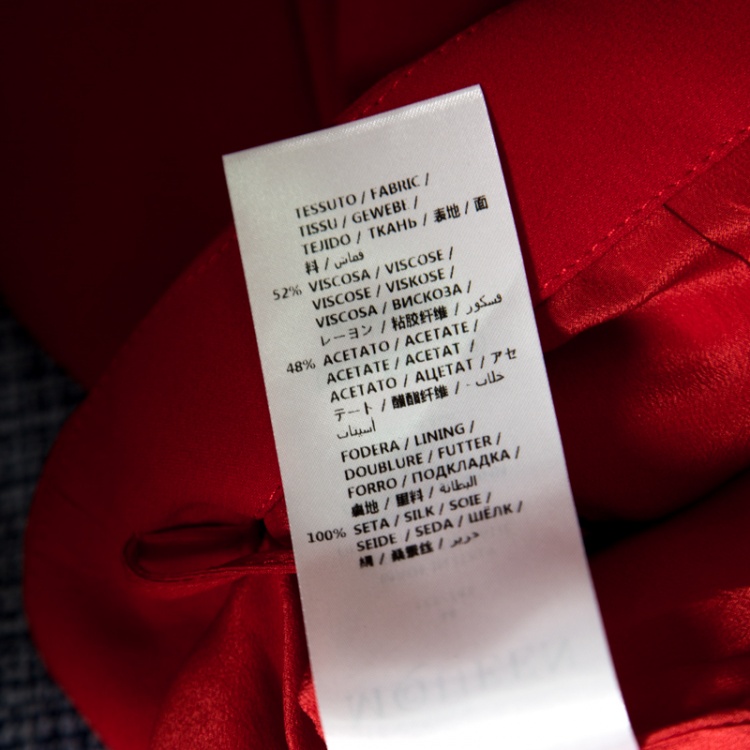 TESSUTO / FABRIC /
TISSU / GEWEBE /
TEJIDO / ТКАНЬ / 表地 / 面
料 / قماش
52% VISCOSA / VISCOSE /
VISCOSE / VISKOSE /
VISCOSA / ВИСКОЗА /
レーヨン / 粘胶纤维 / فسكور
48% ACETATO / ACETATE /
ACETATE / ACETAT /
ACETATO / АЦЕТАТ / アセ
テート / 醋酯纤维 /
FODERA / LINING /
DOUBLURE / FUTTER /
FORRO / ПОДКЛАДКА /
裏地 / 里料 / البطانة
100% SETA / SILK / SOIE /
SEIDE / SEDA / ШЁЛК /
絹 / 桑蚕丝 / حرير